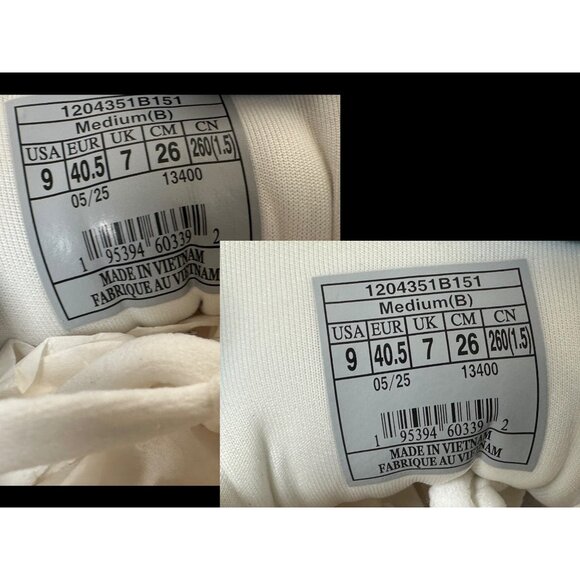 1204351B151
Medium(B)
USA EUR UK CM CN
9 40.5 7 26 260(1.5)
05/25 13400
1 95394 60339 2
MADE IN VIETNAM
FABRIQUE AU VIETNAM
1204351B151
Medium(B)
USA EUR UK CM CN
9 40.5 7 26 260(1.5)
05/25 13400
1 95394 60339 2
MADE IN VIETNAM
FABRIQUE AU VIETNAM